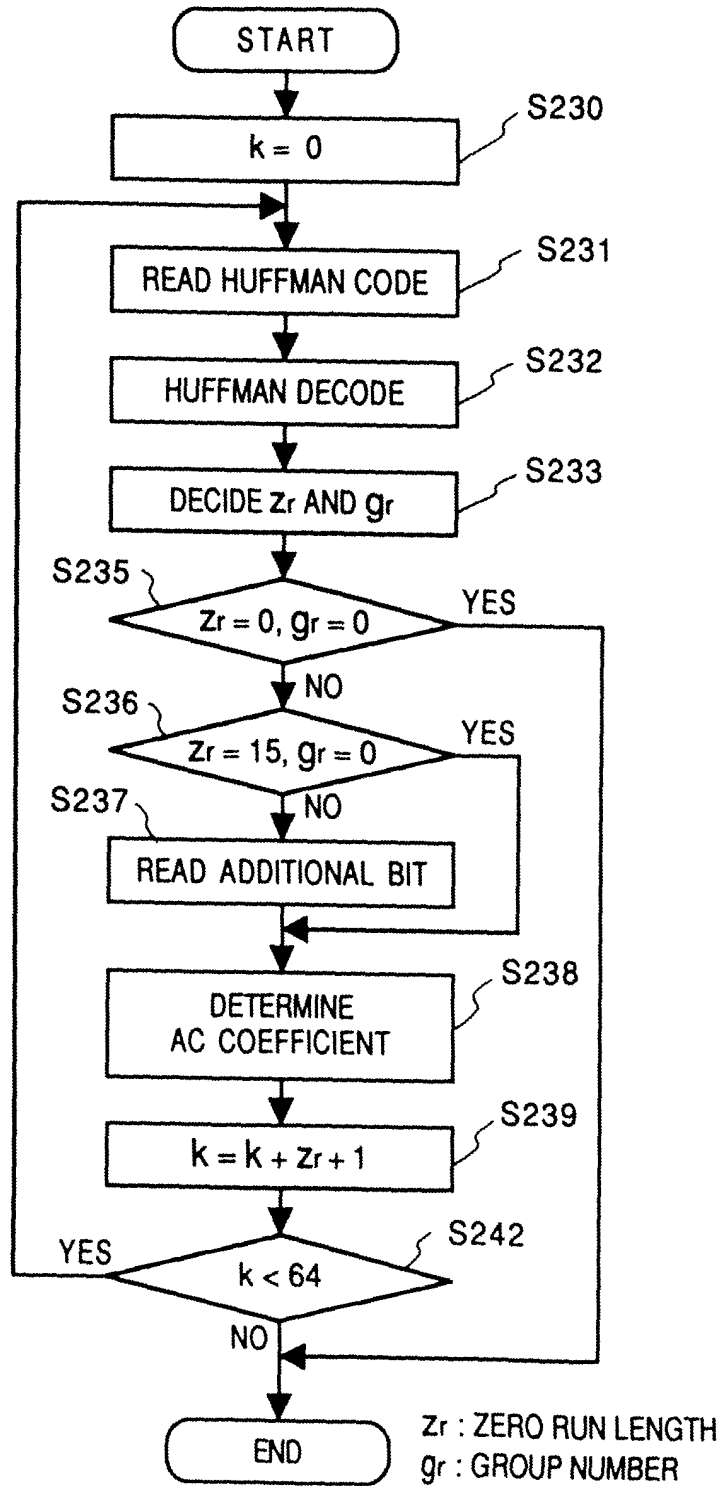 START
S230
k = 0
S231
READ HUFFMAN CODE
S232
HUFFMAN DECODE
S233
DECIDE zr AND gr
S235
zr = 0, gr = 0
YES
NO
S236
zr = 15, gr = 0
YES
NO
S237
READ ADDITIONAL BIT
S238
DETERMINE
AC COEFFICIENT
S239
k = k + zr + 1
S242
YES
k < 64
NO
END
zr : ZERO RUN LENGTH
gr : GROUP NUMBER